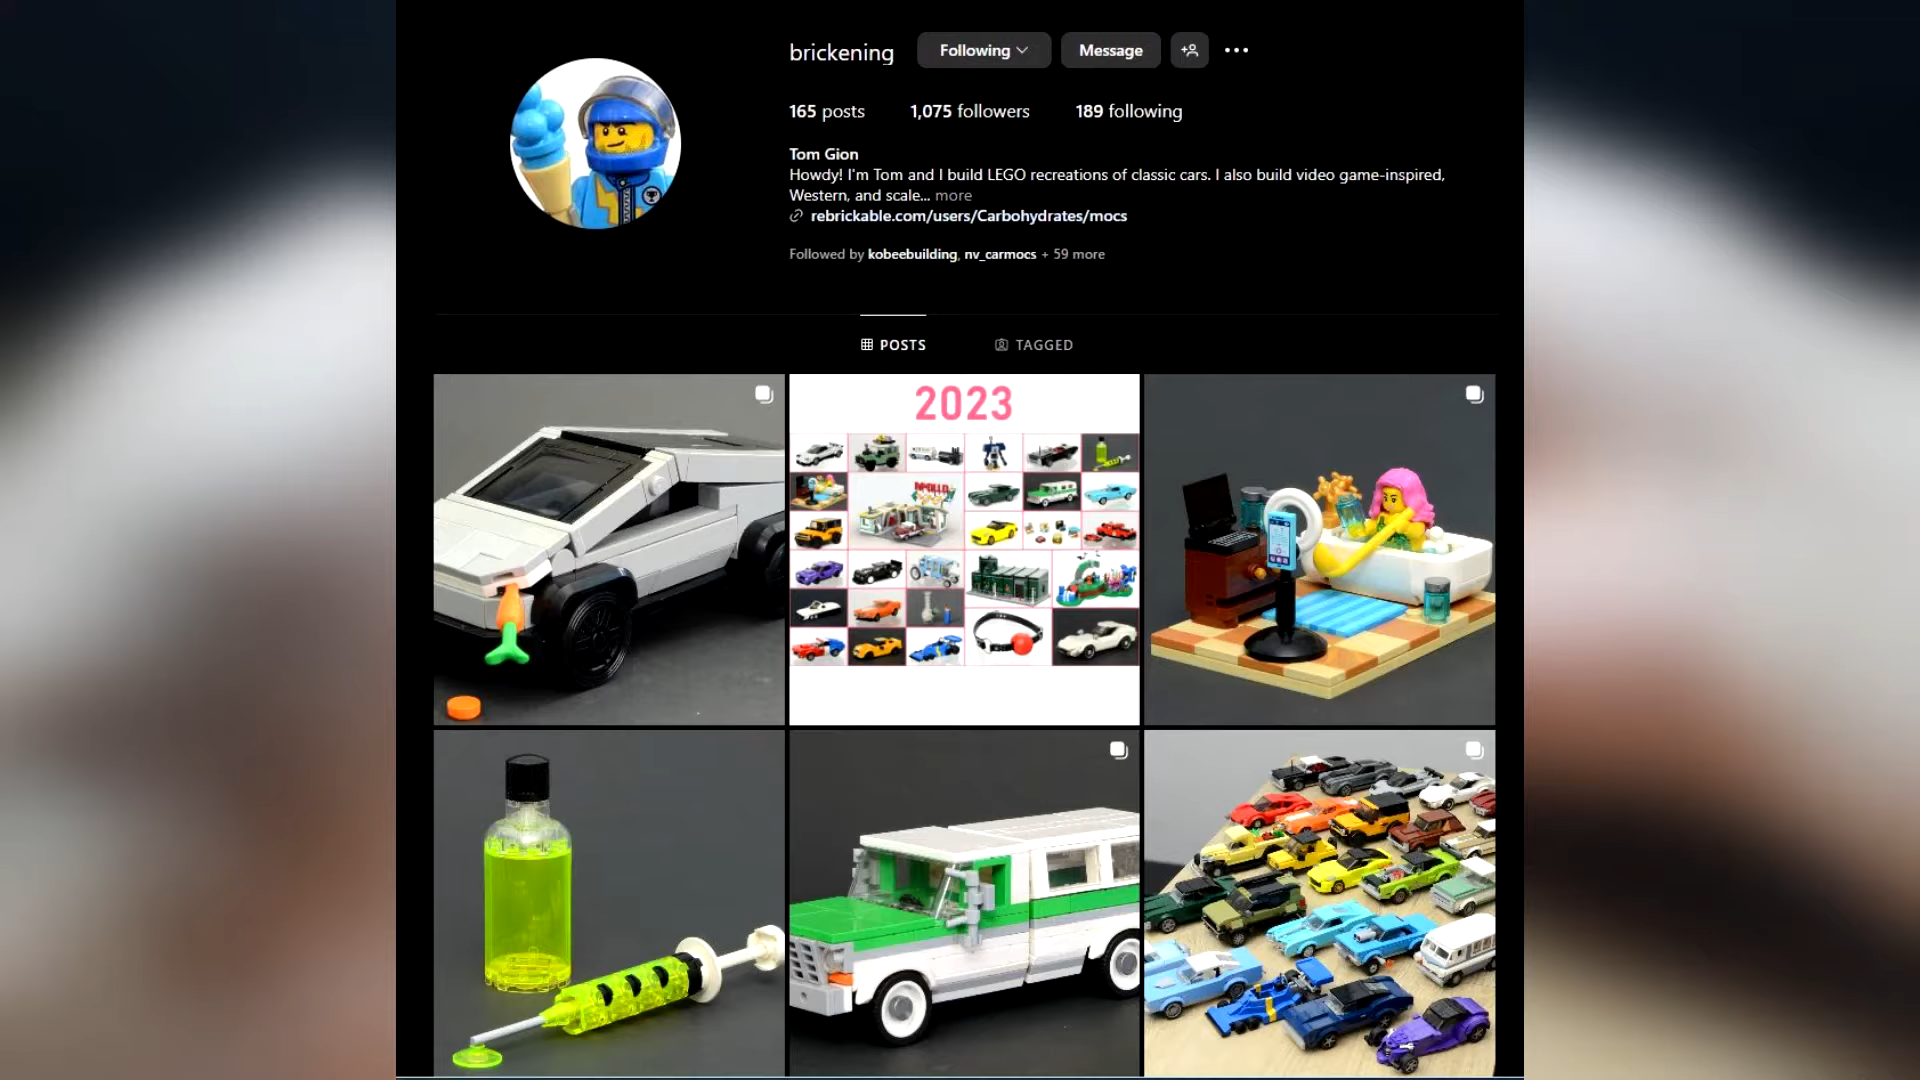 brickening
Following
Message
165 posts
1,075 followers
189 following
Tom Gion
Howdy! I'm Tom and I build LEGO recreations of classic cars. I also build video game-inspired,
Western, and scale... more
rebrickable.com/users/Carbohydrates/mocs
Followed by kobeebuilding, nv_carmocs + 59 more
POSTS
TAGGED
2023
APOLLO